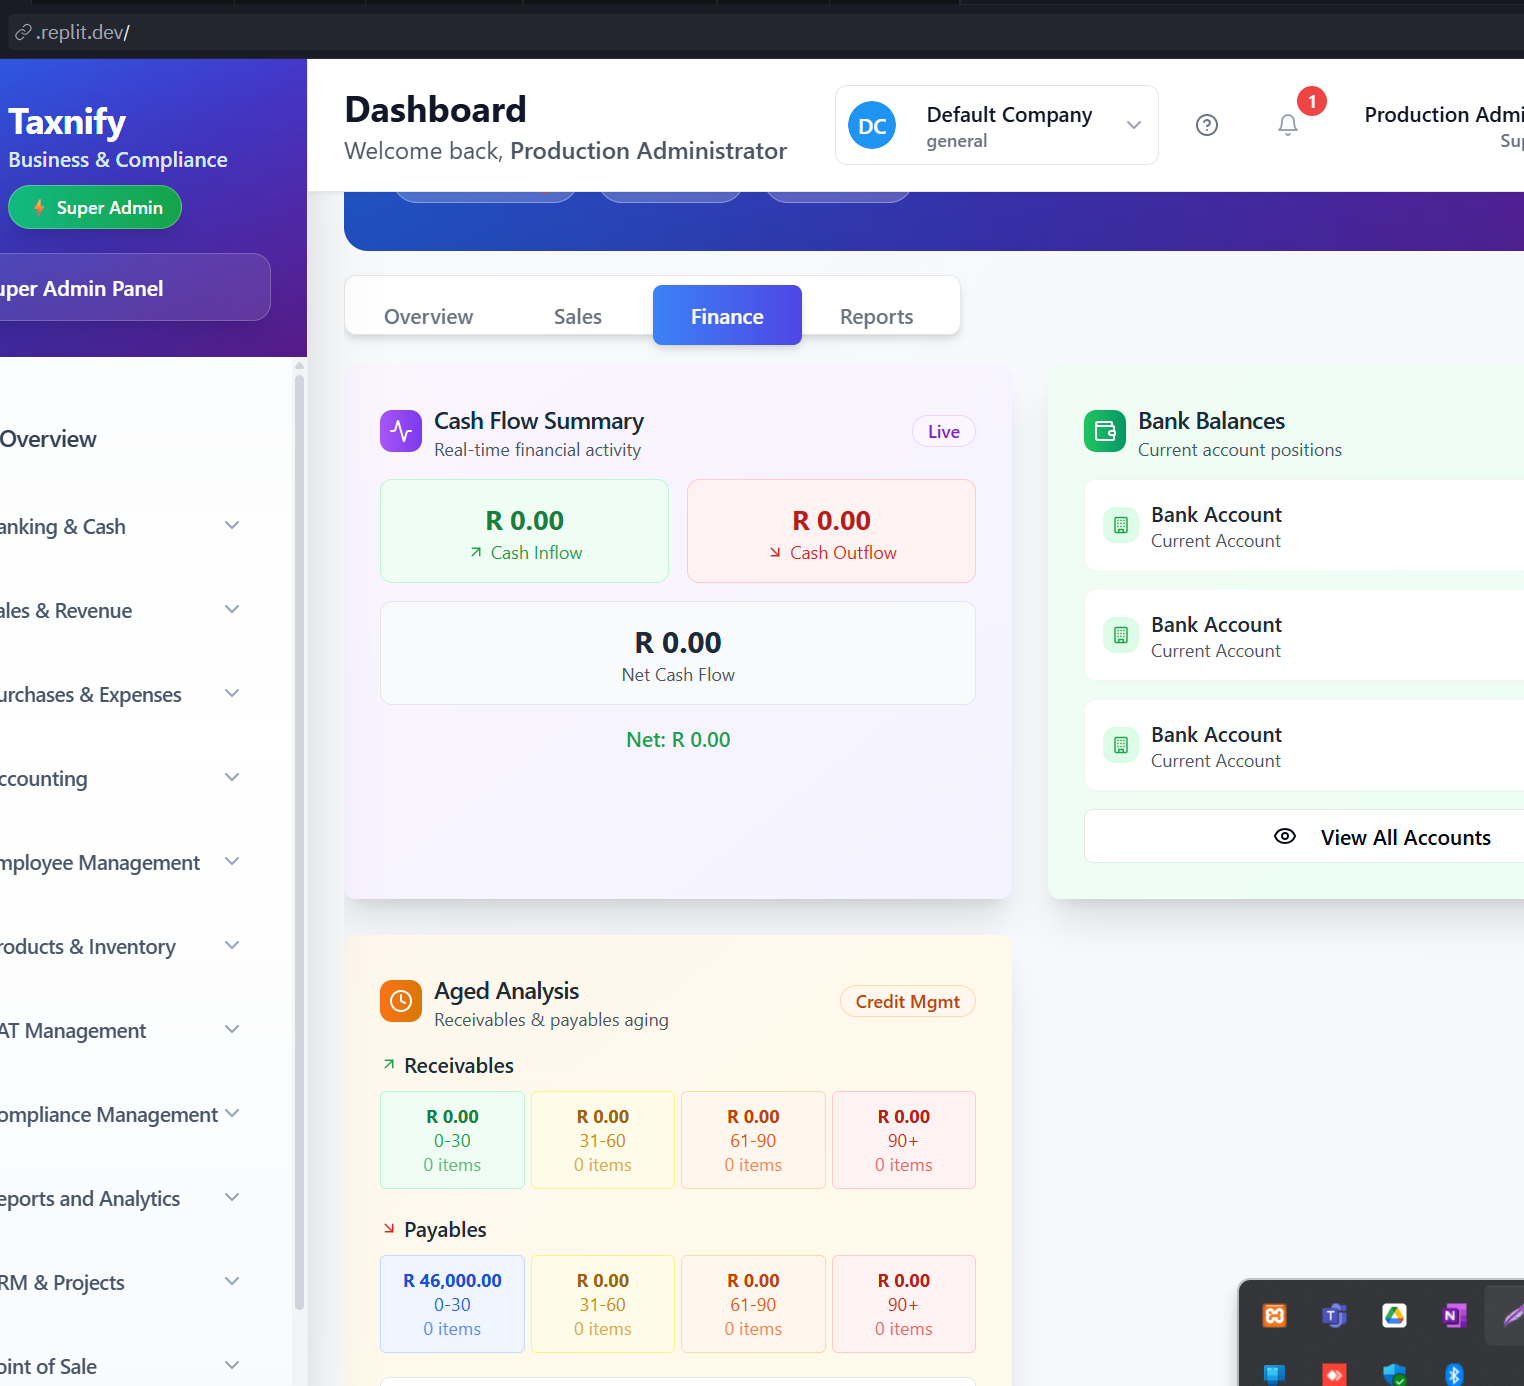 .replit.dev/
Taxnify
Business & Compliance
Super Admin
uper Admin Panel
Overview
anking & Cash
ales & Revenue
urchases & Expenses
ccounting
mployee Management
roducts & Inventory
AT Management
ompliance Management
eports and Analytics
RM & Projects
oint of Sale
Dashboard
Welcome back, Production Administrator
DC
Default Company
general
1
Production Admi
Sup
Overview
Sales
Finance
Reports
Cash Flow Summary
Real-time financial activity
Live
R 0.00
Cash Inflow
R 0.00
Cash Outflow
R 0.00
Net Cash Flow
Net: R 0.00
Bank Balances
Current account positions
Bank Account
Current Account
Bank Account
Current Account
Bank Account
Current Account
View All Accounts
Aged Analysis
Receivables & payables aging
Credit Mgmt
Receivables
R 0.00
0-30
0 items
R 0.00
31-60
0 items
R 0.00
61-90
0 items
R 0.00
90+
0 items
Payables
R 46,000.00
0-30
0 items
R 0.00
31-60
0 items
R 0.00
61-90
0 items
R 0.00
90+
0 items